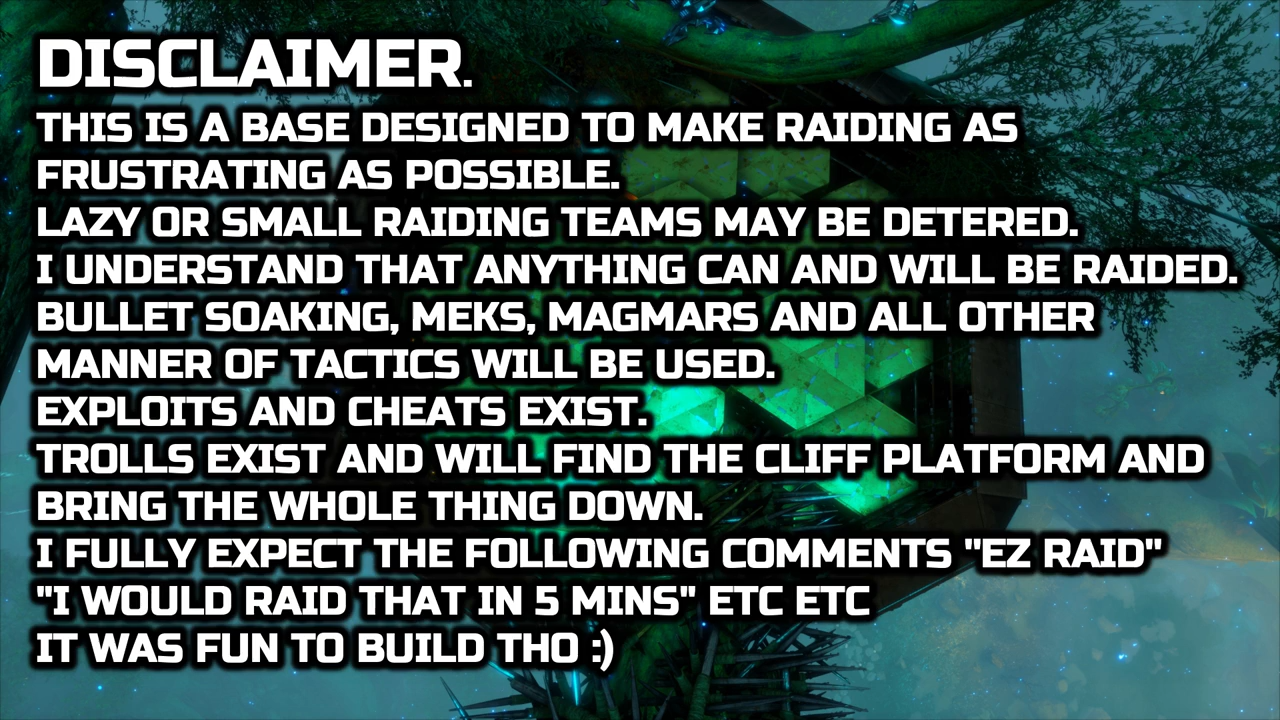 DISCLAIMER.
THIS IS A BASE DESIGNED TO MAKE RAIDING AS
FRUSTRATING AS POSSIBLE.
LAZY OR SMALL RAIDING TEAMS MAY BE DETERED.
I UNDERSTAND THAT ANYTHING CAN AND WILL BE RAIDED.
BULLET SOAKING, MEKS, MAGMARS AND ALL OTHER
MANNER OF TACTICS WILL BE USED.
EXPLOITS AND CHEATS EXIST.
TROLLS EXIST AND WILL FIND THE CLIFF PLATFORM AND
BRING THE WHOLE THING DOWN.
I FULLY EXPECT THE FOLLOWING COMMENTS "EZ RAID"
"I WOULD RAID THAT IN 5 MINS" ETC ETC
IT WAS FUN TO BUILD THO :)